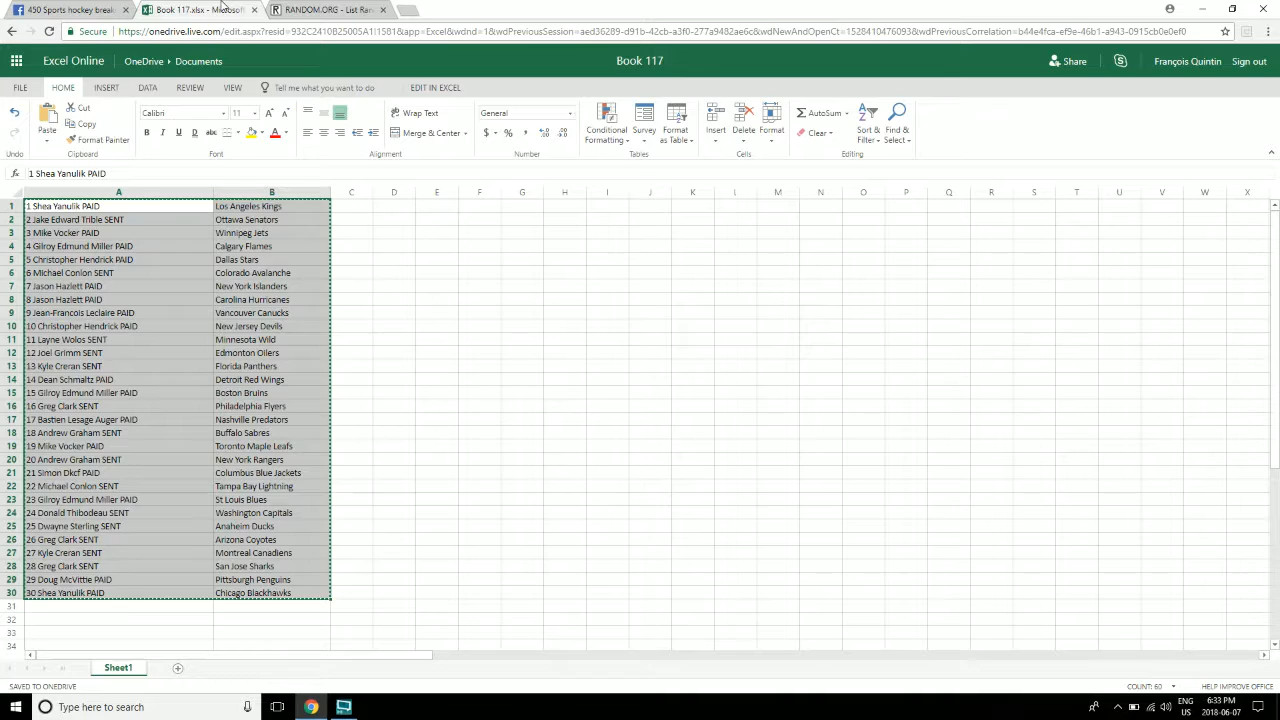 450 Sports hockey break
Book 117.xlsx - Microsoft
RANDOM.ORG - List Ran
Secure
https://onedrive.live.com/edit.aspx?resid=932C2410B25005A1!1581&app=Excel&wdnd=1&wdPreviousSession=aed36289-d91b-42cb-a3f0-277a9482ae6c&wdNewAndOpenCt=1528410476093&wdPreviousCorrelation=b44e4fca-ef9e-46b1-a943-0915cb0e0ef0
Excel Online
OneDrive ▸ Documents
Book 117
Share
François Quintin
Sign out
FILE HOME INSERT DATA REVIEW VIEW Tell me what you want to do EDIT IN EXCEL
Undo
Paste
Cut
Copy
Format Painter
Clipboard
Calibri 11
B I U D abc
Font
Wrap Text
Merge & Center
Alignment
General
$ % ,
Number
Conditional Formatting
Survey
Format as Table
Tables
Insert Delete Format
Cells
AutoSum
Clear
Sort & Filter
Find & Select
Editing
fx 1 Shea Yanulik PAID
A B C D E F G H I J K L M N O P Q R S T U V W X
1 1 Shea Yanulik PAID Los Angeles Kings
2 2 Jake Edward Trible SENT Ottawa Senators
3 3 Mike Vocker PAID Winnipeg Jets
4 4 Gilroy Edmund Miller PAID Calgary Flames
5 5 Christopher Hendrick PAID Dallas Stars
6 6 Michael Conlon SENT Colorado Avalanche
7 7 Jason Hazlett PAID New York Islanders
8 8 Jason Hazlett PAID Carolina Hurricanes
9 9 Jean-Francois Leclaire PAID Vancouver Canucks
10 10 Christopher Hendrick PAID New Jersey Devils
11 11 Layne Wolos SENT Minnesota Wild
12 12 Joel Grimm SENT Edmonton Oilers
13 13 Kyle Creran SENT Florida Panthers
14 14 Dean Schmaltz PAID Detroit Red Wings
15 15 Gilroy Edmund Miller PAID Boston Bruins
16 16 Greg Clark SENT Philadelphia Flyers
17 17 Bastien Lesage Auger PAID Nashville Predators
18 18 Andrew Graham SENT Buffalo Sabres
19 19 Mike Vocker PAID Toronto Maple Leafs
20 20 Andrew Graham SENT New York Rangers
21 21 Simon Dkcf PAID Columbus Blue Jackets
22 22 Michael Conlon SENT Tampa Bay Lightning
23 23 Gilroy Edmund Miller PAID St Louis Blues
24 24 Donald Thibodeau SENT Washington Capitals
25 25 Dwayne Sterling SENT Anaheim Ducks
26 26 Greg Clark SENT Arizona Coyotes
27 27 Kyle Creran SENT Montreal Canadiens
28 28 Greg Clark SENT San Jose Sharks
29 29 Doug McVittie PAID Pittsburgh Penguins
30 30 Shea Yanulik PAID Chicago Blackhawks
31
32
33
34
Sheet1
SAVED TO ONEDRIVE
COUNT: 60
HELP IMPROVE OFFICE
Type here to search
ENG
US
6:33 PM
2018-06-07